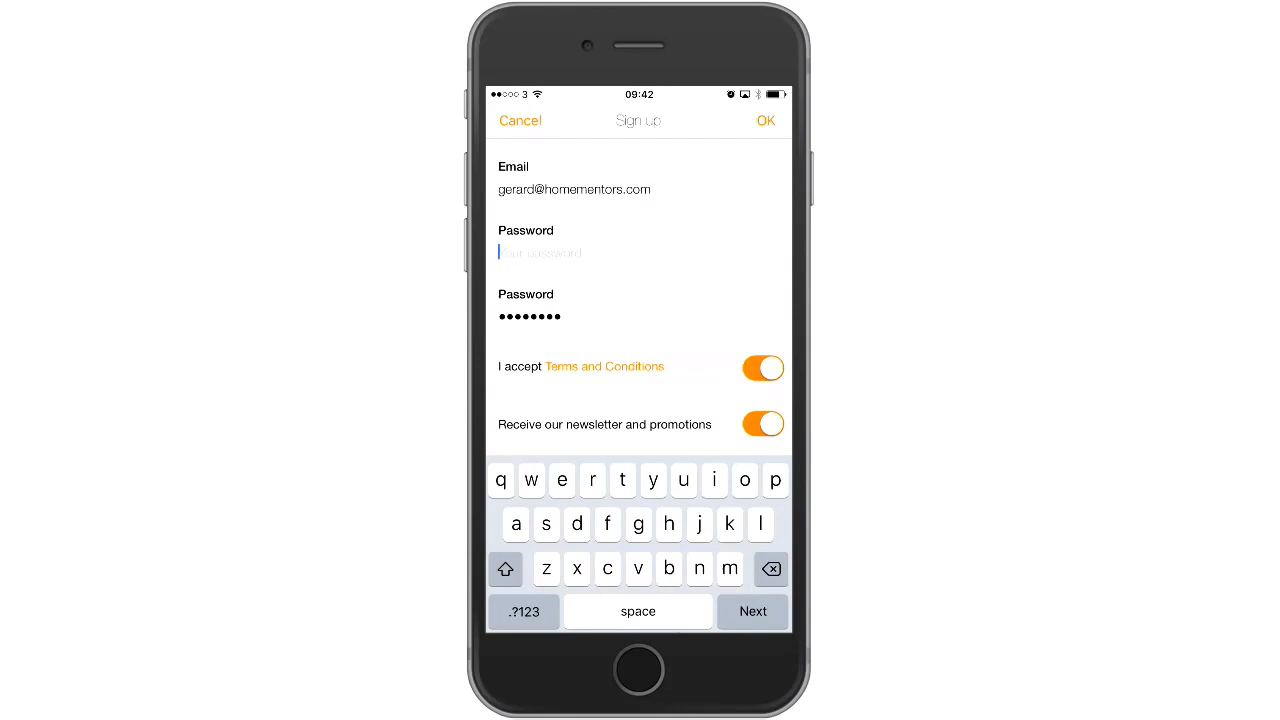 3 09:42
Cancel Sign up OK
Email
gerard@homementors.com
Password
Your password
Password
••••••••
I accept Terms and Conditions
Receive our newsletter and promotions
q w e r t y u i o p
a s d f g h j k l
z x c v b n m
.?123 space Next